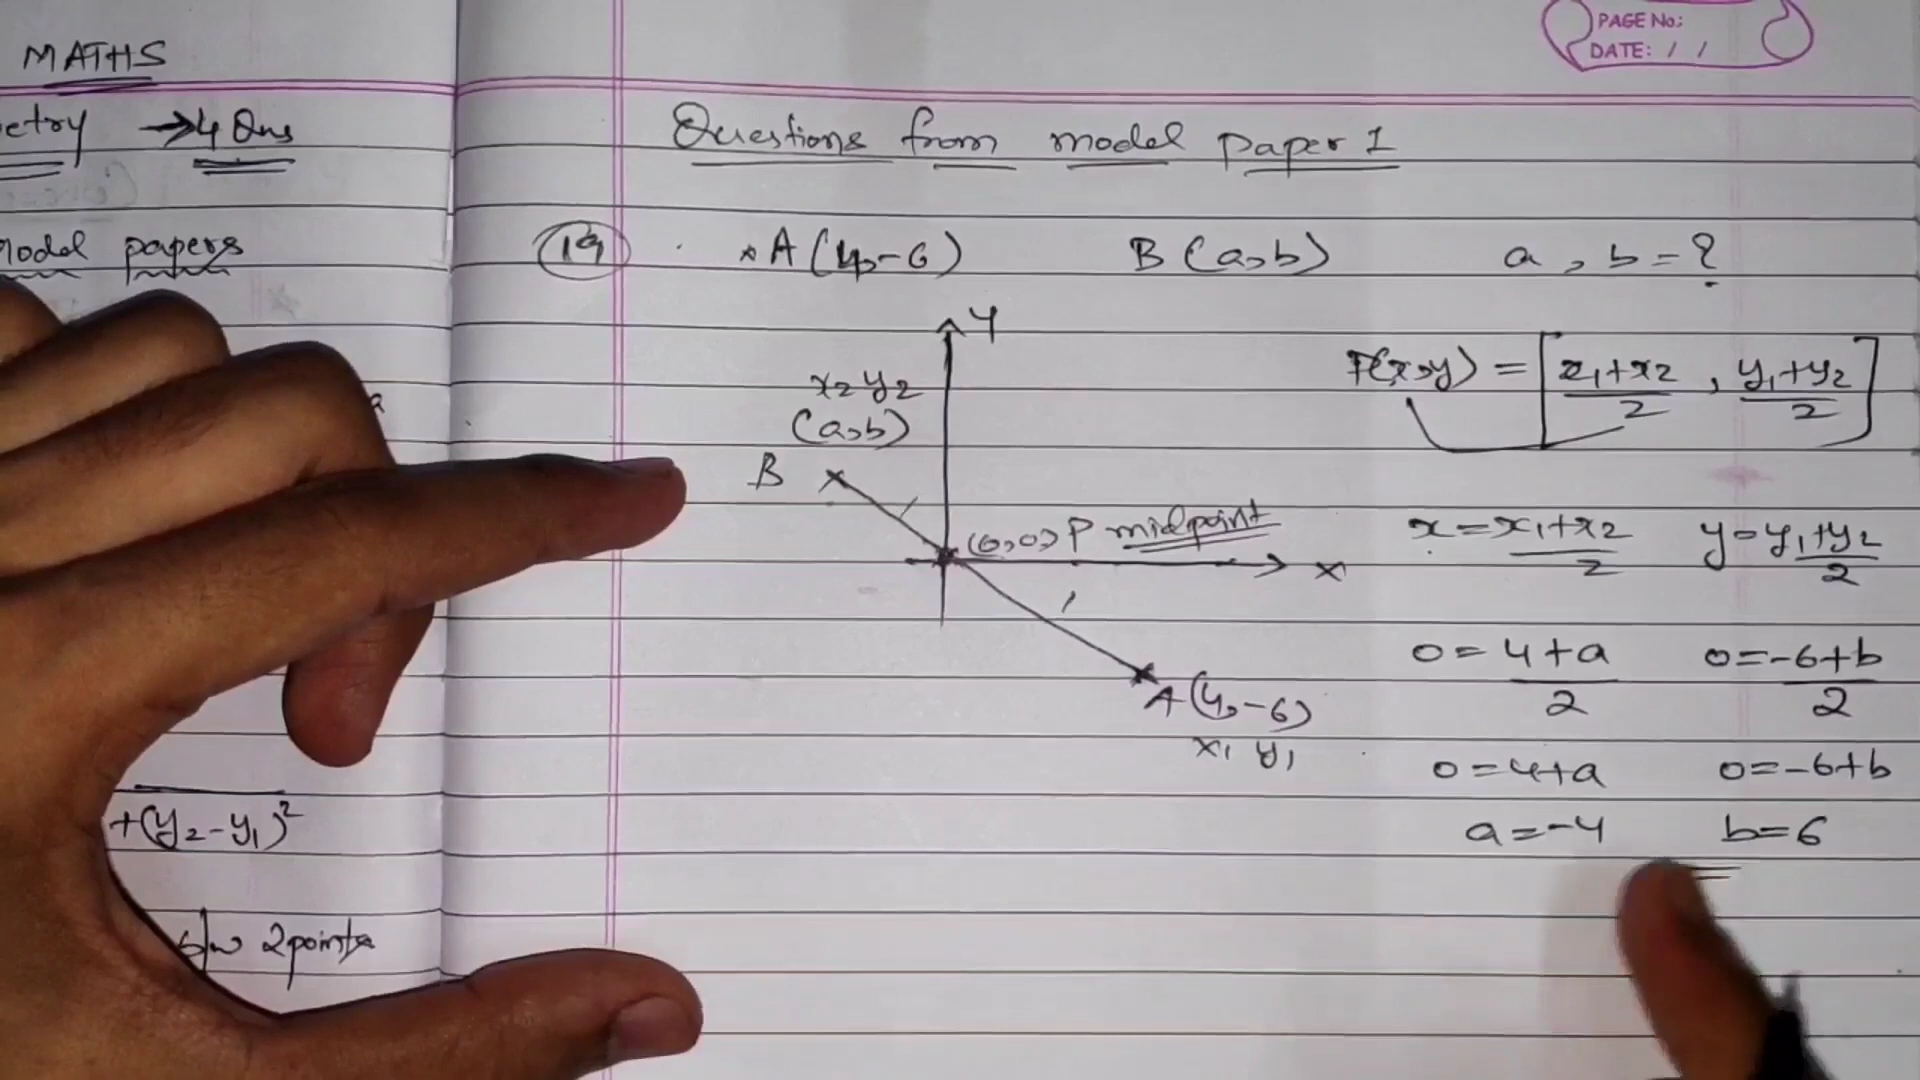 MATHS
etry → 4 Qns
model papers
+(y2-y1)²
b/w 2points
PAGE No:
DATE: / /
Questions from model paper 1
19 A(4,-6) B(a,b) a, b=?
Y
x2 y2
(a,b)
B
(0,0) P midpoint
X
A(4,-6)
x1 y1
P(x,y) = [x1+x2/2, y1+y2/2]
x=x1+x2/2 y=y1+y2/2
0=4+a/2 0=-6+b/2
0=4+a 0=-6+b
a=-4 b=6